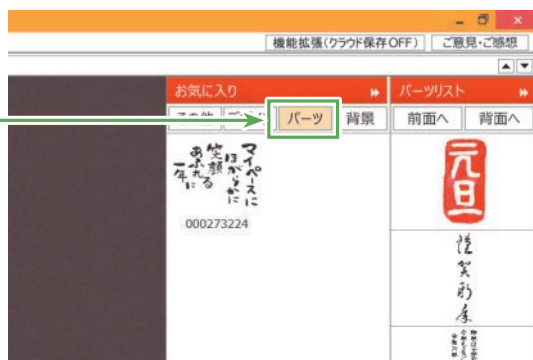 機能拡張(クラウド保存OFF)
ご意見・ご感想
お気に入り
パーツリスト
パーツ
背景
前面へ
背面へ
マイペースに
ほがらかに
笑顔
あふれる
一年に
000273224
元旦
謹賀新年